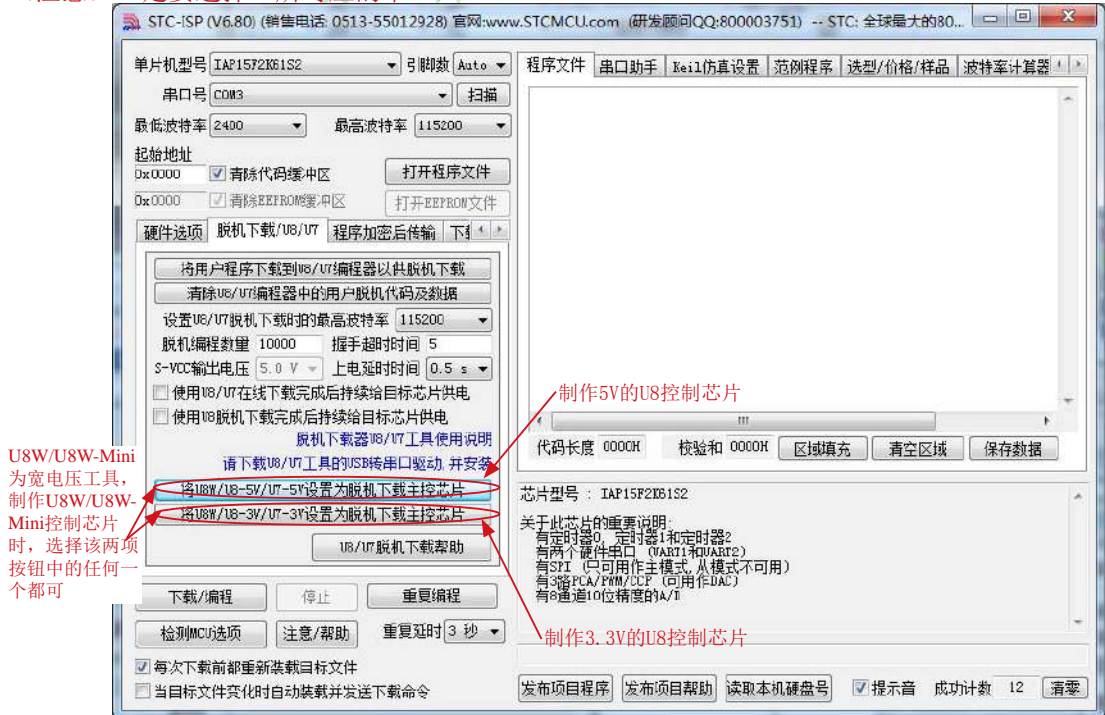 STC-ISP (V6.80) (销售电话: 0513-55012928) 官网:www.STCMCU.com (研发顾问QQ:800003751) -- STC: 全球最大的80...
单片机型号 IAP15F2K61S2 引脚数 Auto
串口号 COM3 扫描
最低波特率 2400 最高波特率 115200
起始地址
0x0000 清除代码缓冲区 打开程序文件
0x0000 清除EEPROM缓冲区 打开EEPROM文件
硬件选项 脱机下载/U8/U7 程序加密后传输
将用户程序下载到U8/U7编程器以供脱机下载
清除U8/U7编程器中的用户脱机代码及数据
设置U8/U7脱机下载时的最高波特率 115200
脱机编程数量 10000 握手超时时间 5
S-VCC输出电压 5.0 V 上电延时时间 0.5 s
使用U8/U7在线下载完成后持续给目标芯片供电
使用U8脱机下载完成后持续给目标芯片供电
脱机下载器U8/U7工具使用说明
请下载U8/U7工具的USB转串口驱动,并安装
将U8W/U8-5V/U7-5V设置为脱机下载主控芯片
将U8W/U8-3V/U7-3V设置为脱机下载主控芯片
U8/U7脱机下载帮助
下载/编程 停止 重复编程
检测MCU选项 注意/帮助 重复延时 3 秒
每次下载前都重新装载目标文件
当目标文件变化时自动装载并发送下载命令
U8W/U8W-Mini
为宽电压工具，
制作U8W/U8W-
Mini控制芯片
时，选择该两项
按钮中的任何一
个都可
程序文件 串口助手 Keil仿真设置 范例程序 选型/价格/样品 波特率计算器
制作5V的U8控制芯片
代码长度 0000H 校验和 0000H 区域填充 清空区域 保存数据
芯片型号 : IAP15F2K61S2
关于此芯片的重要说明:
有定时器0、定时器1和定时器2
有两个硬件串口 (UART1和UART2)
有SPI (只可用作主模式,从模式不可用)
有3路PCA/PWM/CCP (可用作DAC)
有8通道10位精度的A/D
制作3.3V的U8控制芯片
发布项目程序 发布项目帮助 读取本机硬盘号 提示音 成功计数 12 清零